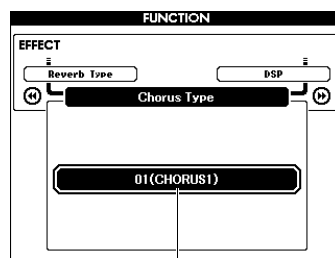 FUNCTION
EFFECT
Reverb Type
DSP
Chorus Type
01(CHORUS1)